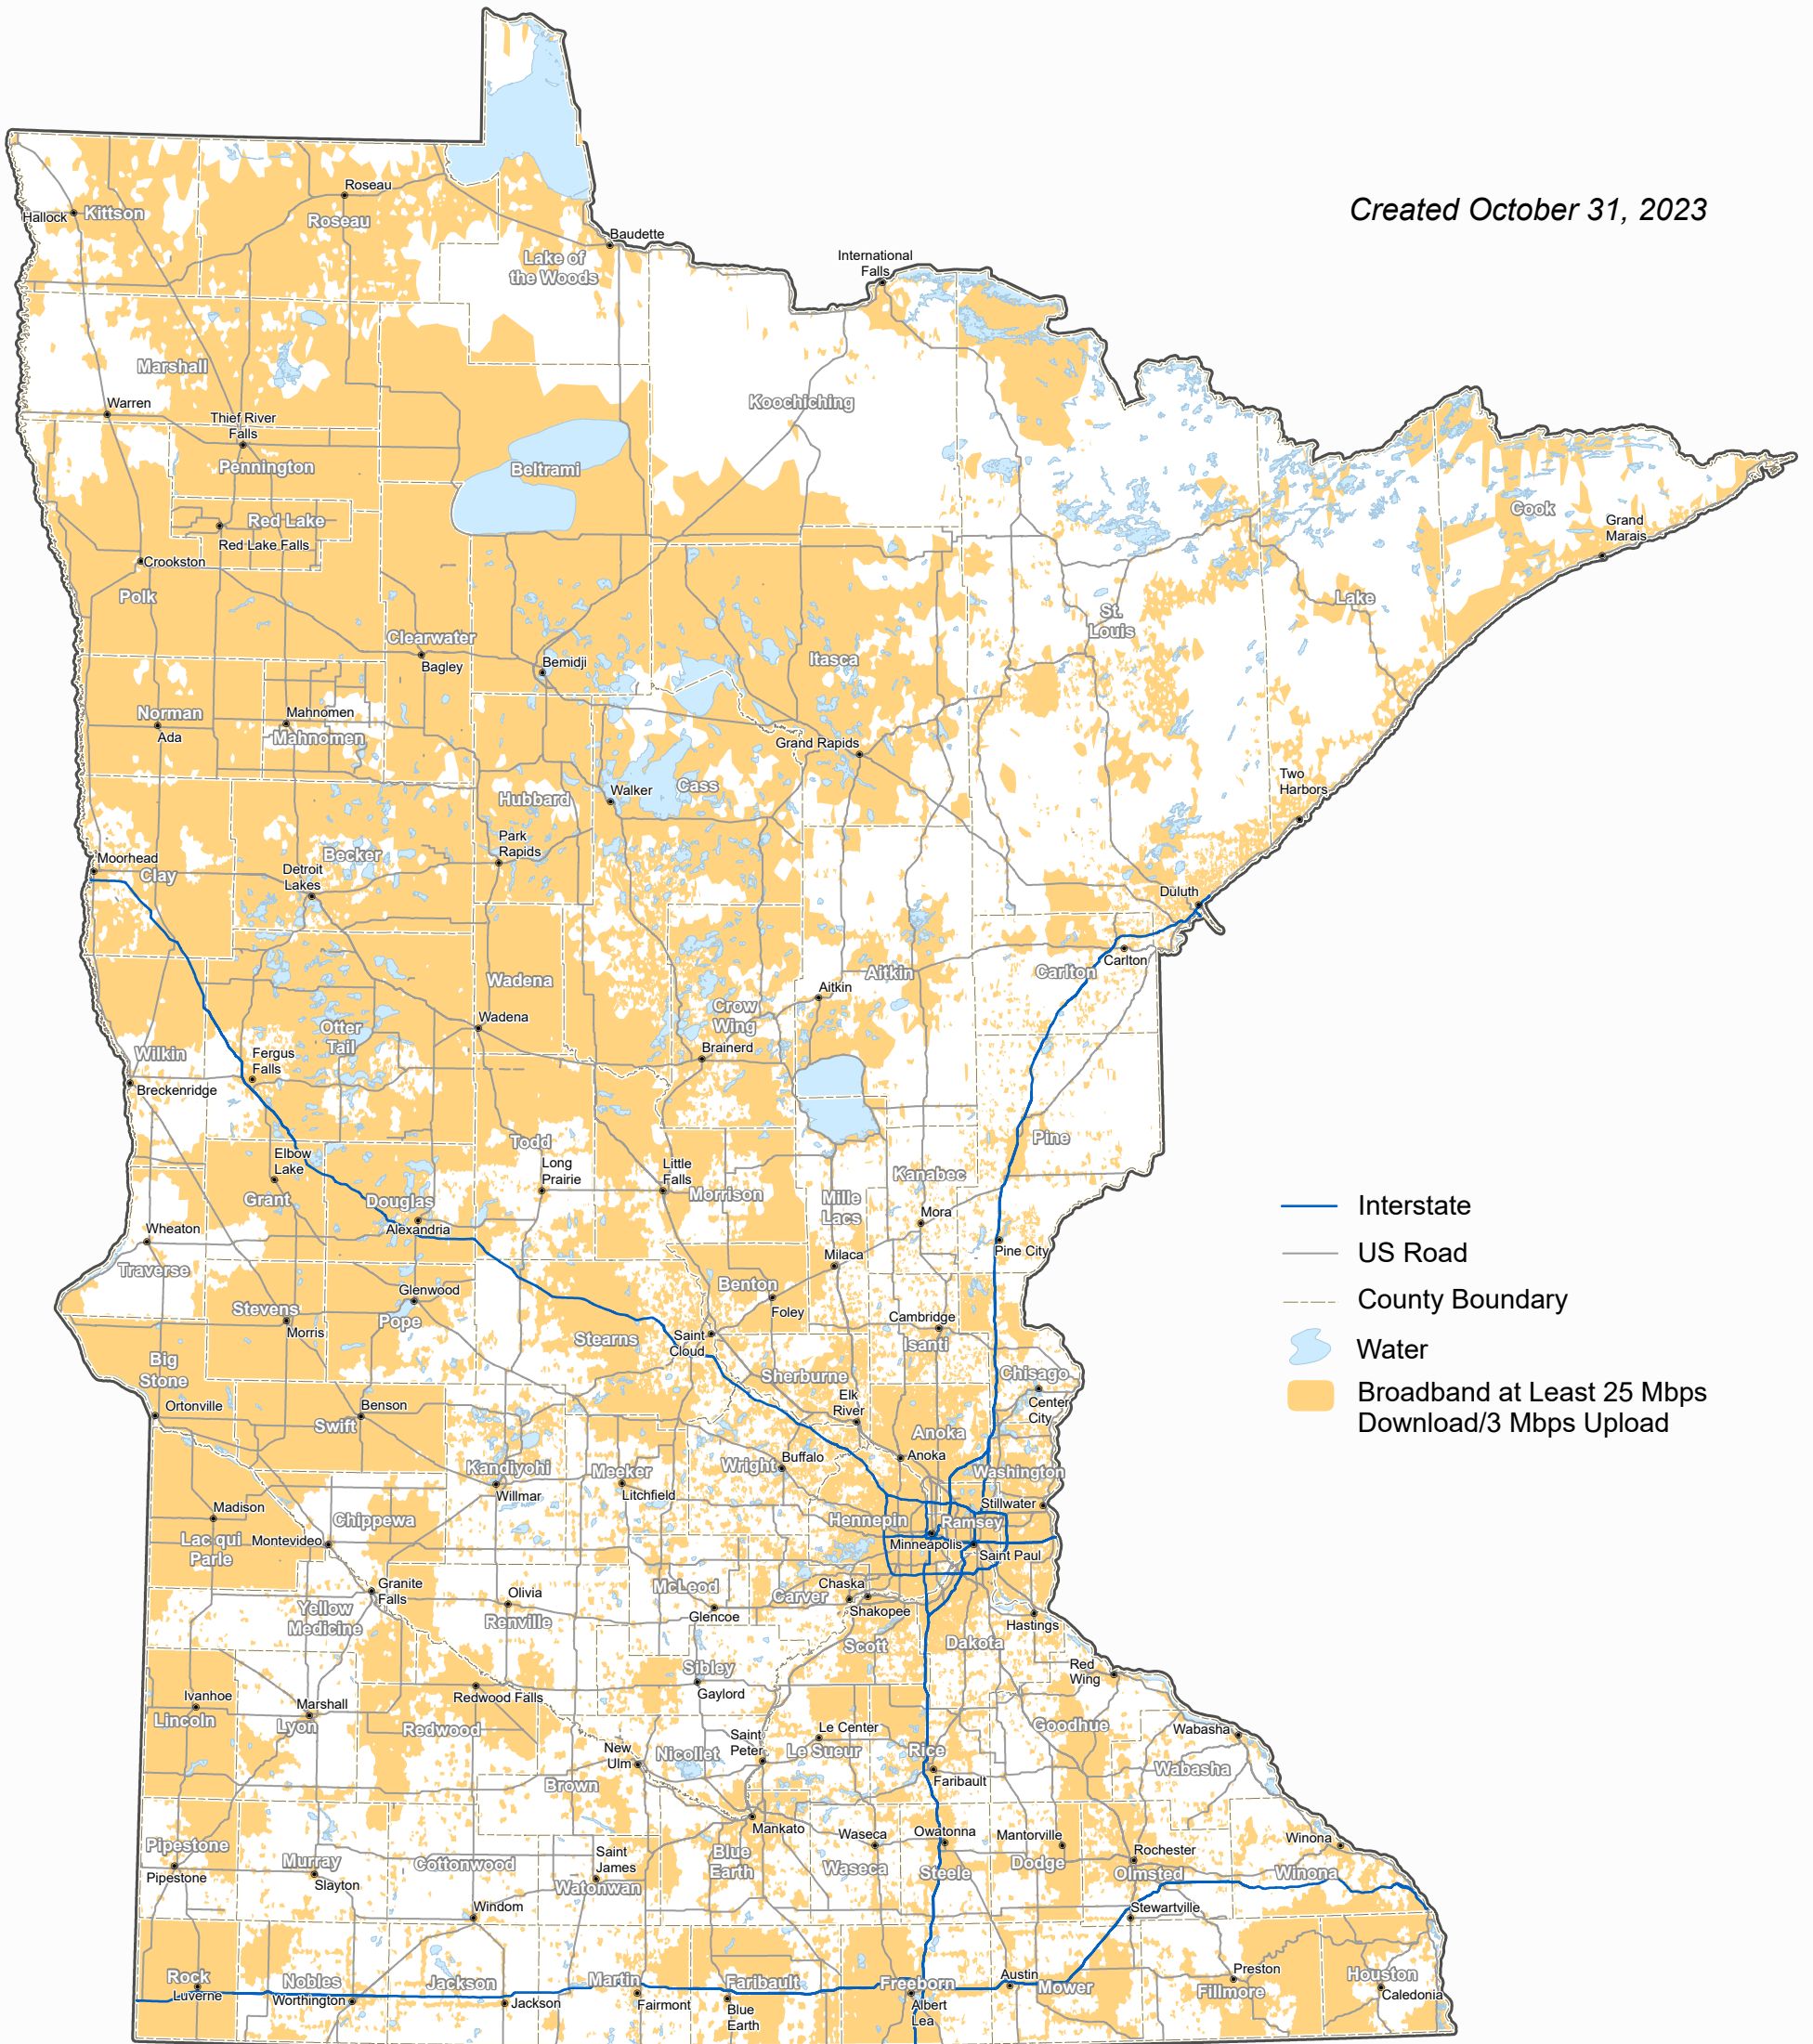 Created October 31, 2023
Roseau
Hallock
Kittson
Roseau
Baudette
Lake of
the Woods
International
Falls
Marshall
Warren
Thief River
Falls
Koochiching
Pennington
Beltrami
Red Lake
Red Lake Falls
Cook
Grand
Marais
Crookston
Polk
Clearwater
Bagley
Bemidji
Itasca
St.
Louis
Lake
Norman
Ada
Mahnomen
Mahnomen
Grand Rapids
Two
Harbors
Hubbard
Walker
Cass
Park
Rapids
Moorhead
Clay
Becker
Detroit
Lakes
Duluth
Carlton
Carlton
Aitkin
Aitkin
Wadena
Wadena
Crow
Wing
Brainerd
Otter
Tail
Wilkin
Fergus
Falls
Breckenridge
Pine
Todd
Elbow
Lake
Long
Prairie
Little
Falls
Morrison
Kanabec
Mille
Lacs
Grant
Douglas
Alexandria
Mora
Wheaton
Traverse
Milaca
Pine City
Benton
Foley
Glenwood
Stevens
Morris
Pope
Stearns
Saint
Cloud
Cambridge
Isanti
Big
Stone
Sherburne
Chisago
Elk
River
Center
City
Ortonville
Benson
Swift
Anoka
Anoka
Interstate
US Road
County Boundary
Water
Broadband at Least 25 Mbps
Download/3 Mbps Upload
Kandiyohi
Willmar
Meeker
Litchfield
Wright
Buffalo
Washington
Stillwater
Madison
Chippewa
Hennepin
Ramsey
Lac qui
Parle
Montevideo
Minneapolis
Saint Paul
Granite
Falls
Olivia
McLeod
Chaska
Carver
Shakopee
Yellow
Medicine
Renville
Glencoe
Hastings
Scott
Dakota
Sibley
Gaylord
Red
Wing
Ivanhoe
Lincoln
Marshall
Lyon
Redwood Falls
Redwood
Le Center
Saint
Peter
Le Sueur
Goodhue
Wabasha
New
Ulm
Nicollet
Rice
Faribault
Wabasha
Brown
Mankato
Waseca
Owatonna
Mantorville
Winona
Pipestone
Pipestone
Murray
Slayton
Cottonwood
Saint
James
Watonwan
Blue
Earth
Waseca
Steele
Dodge
Rochester
Olmsted
Winona
Windom
Stewartville
Rock
Luverne
Nobles
Worthington
Jackson
Jackson
Martin
Fairmont
Faribault
Blue
Earth
Freeborn
Albert
Lea
Austin
Mower
Preston
Fillmore
Houston
Caledonia